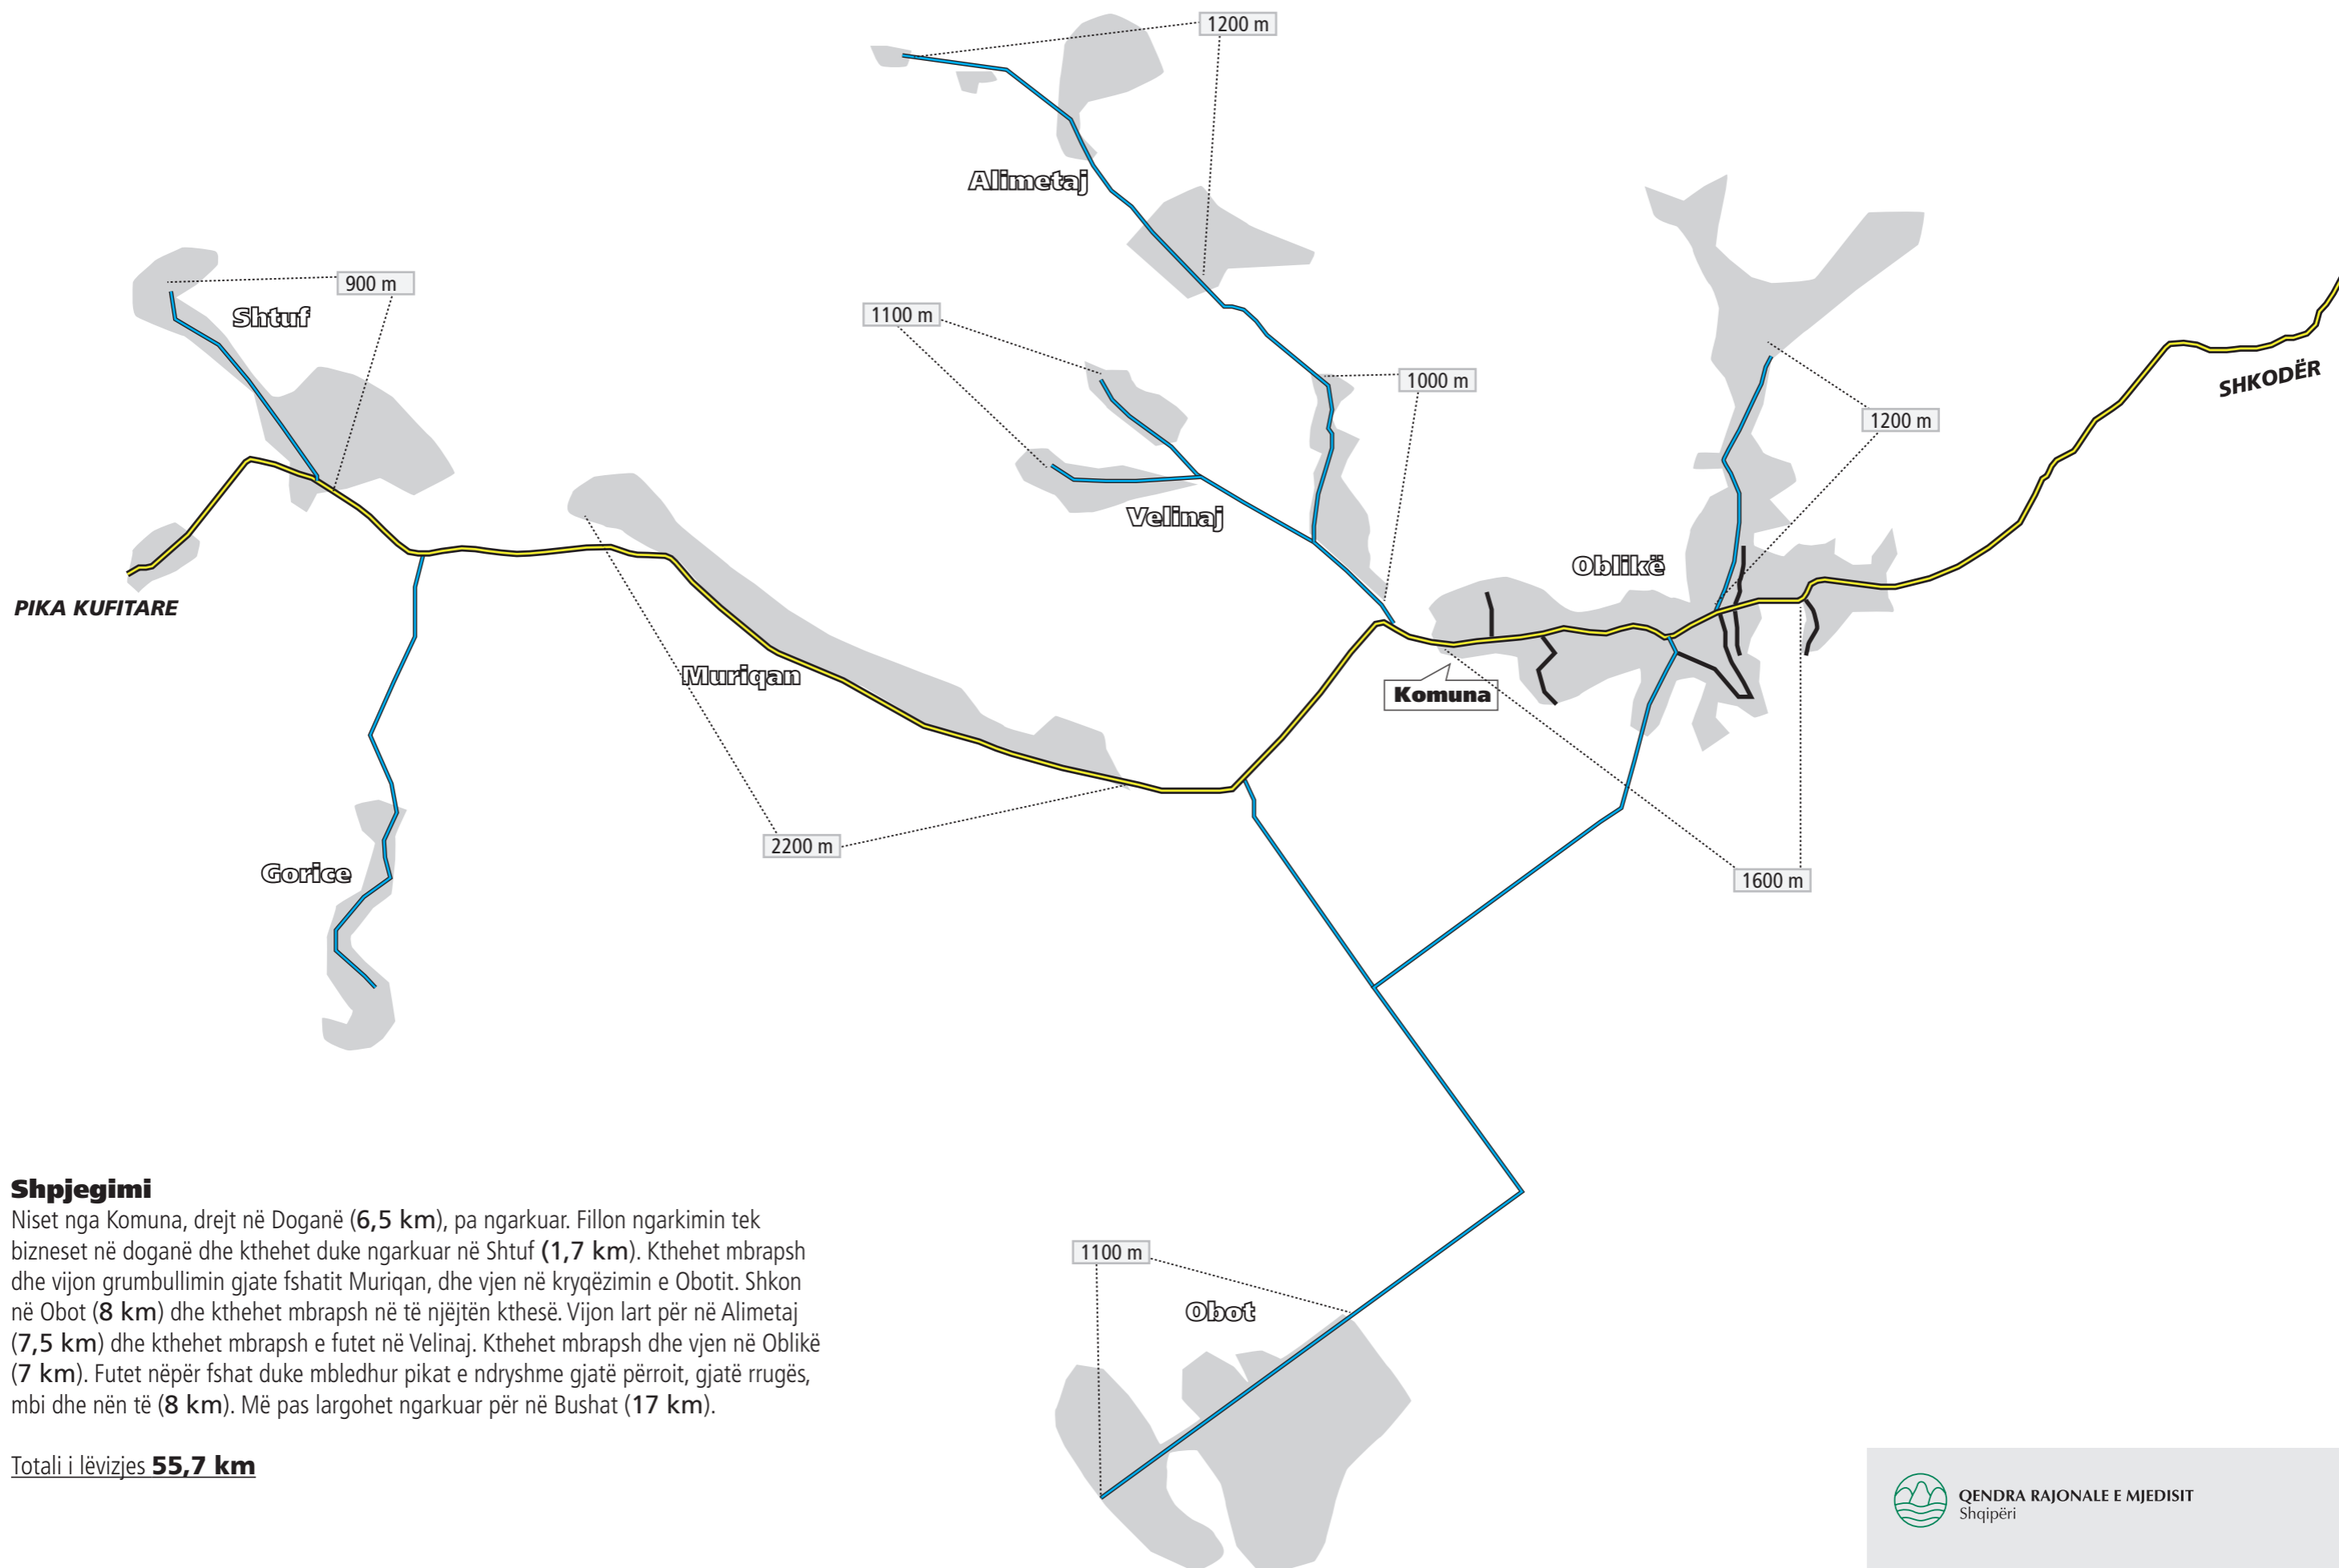 1200 m
Alimetaj
900 m
Shtuf
1100 m
1000 m
SHKODËR
1200 m
Velinaj
Oblikë
PIKA KUFITARE
Muriqan
Komuna
2200 m
Gorice
1600 m
Shpjegimi
Niset nga Komuna, drejt në Doganë (6,5 km), pa ngarkuar. Fillon ngarkimin tek
bizneset në doganë dhe kthehet duke ngarkuar në Shtuf (1,7 km). Kthehet mbrapsh
dhe vijon grumbullimin gjate fshatit Muriqan, dhe vjen në kryqëzimin e Obotit. Shkon
në Obot (8 km) dhe kthehet mbrapsh në të njëjtën kthesë. Vijon lart për në Alimetaj
(7,5 km) dhe kthehet mbrapsh e futet në Velinaj. Kthehet mbrapsh dhe vjen në Oblikë
(7 km). Futet nëpër fshat duke mbledhur pikat e ndryshme gjatë përroit, gjatë rrugës,
mbi dhe nën të (8 km). Më pas largohet ngarkuar për në Bushat (17 km).
Totali i lëvizjes 55,7 km
1100 m
Obot
QENDRA RAJONALE E MJEDISIT
Shqipëri